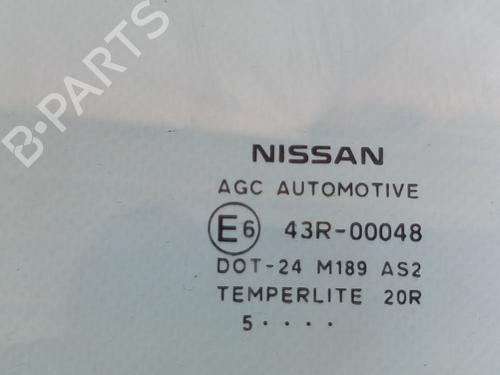 B-PARTS
NISSAN
AGC AUTOMOTIVE
E6 43R-00048
DOT-24 M189 AS2
TEMPERLITE 20R
5 ····